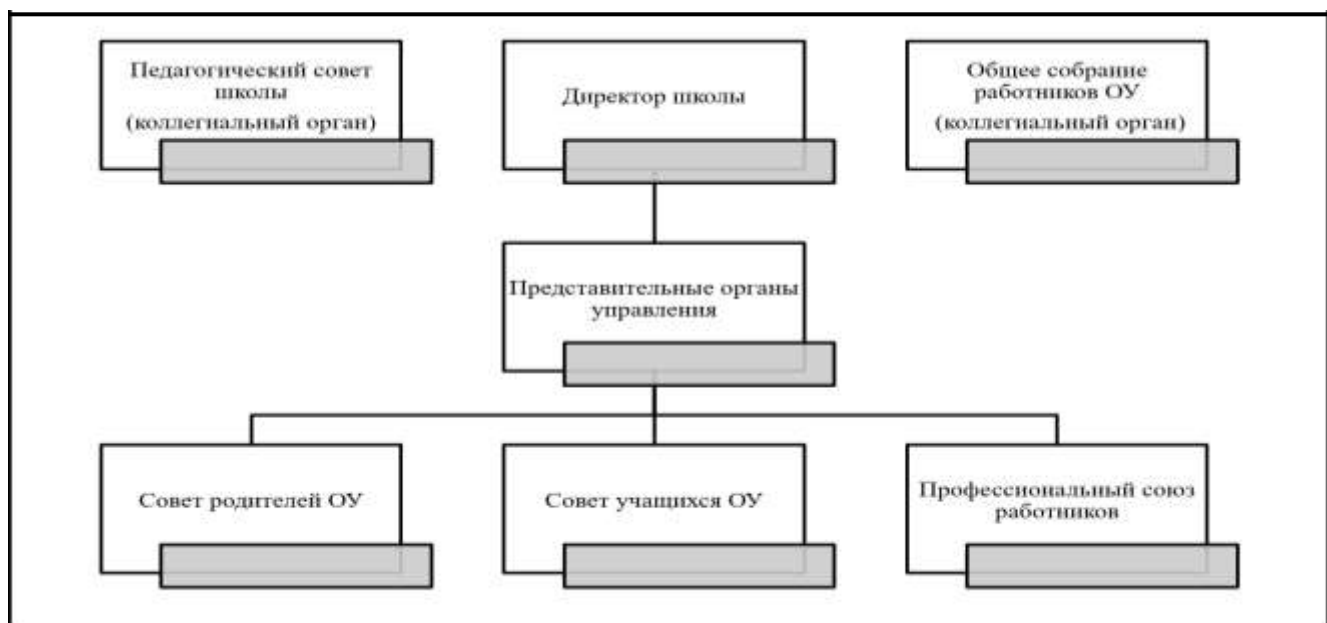 Педагогический совет
школы
(коллегиальный орган)
Директор школы
Общее собрание
работников ОУ
(коллегиальный орган)
Представительные органы
управления
Совет родителей ОУ
Совет учащихся ОУ
Профессиональный союз
работников